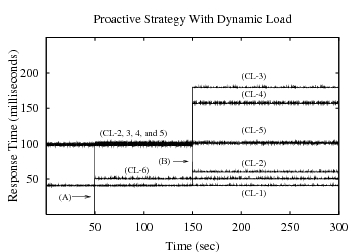 Proactive Strategy With Dynamic Load
Response Time (milliseconds)
200
150
100
50
(CL-3)
(CL-4)
(CL-2, 3, 4, and 5)
(CL-5)
(B)
(CL-6)
(CL-2)
(A)
(CL-1)
50 100 150 200 250 300
Time (sec)